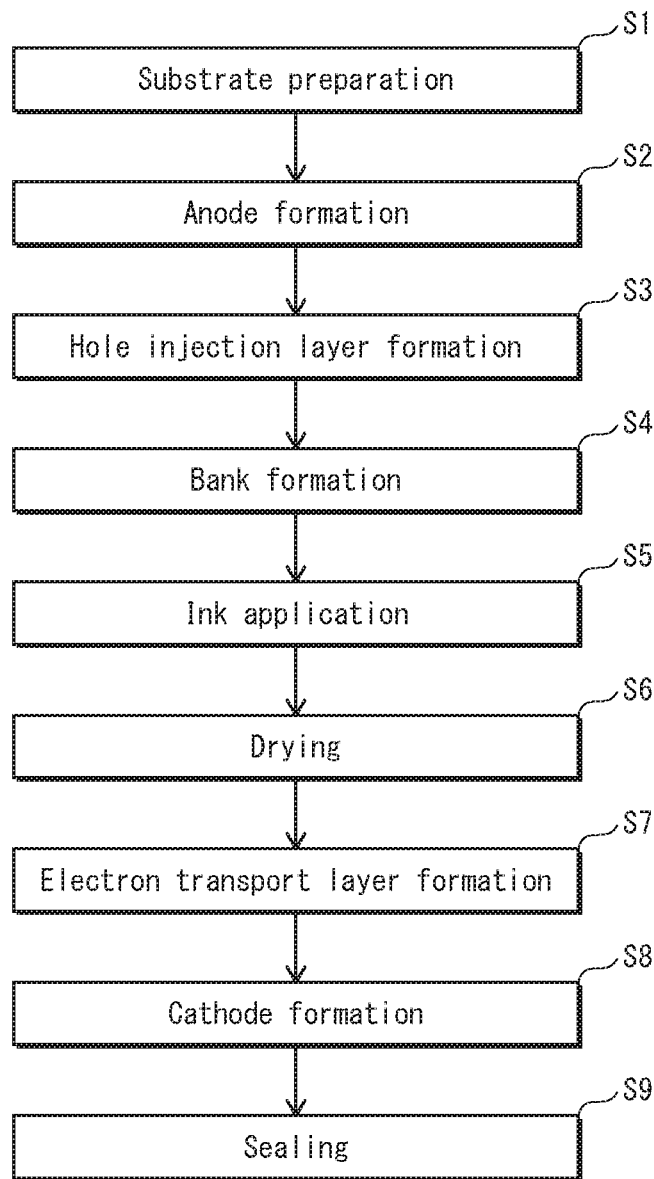 S1
Substrate preparation
S2
Anode formation
S3
Hole injection layer formation
S4
Bank formation
S5
Ink application
S6
Drying
S7
Electron transport layer formation
S8
Cathode formation
S9
Sealing